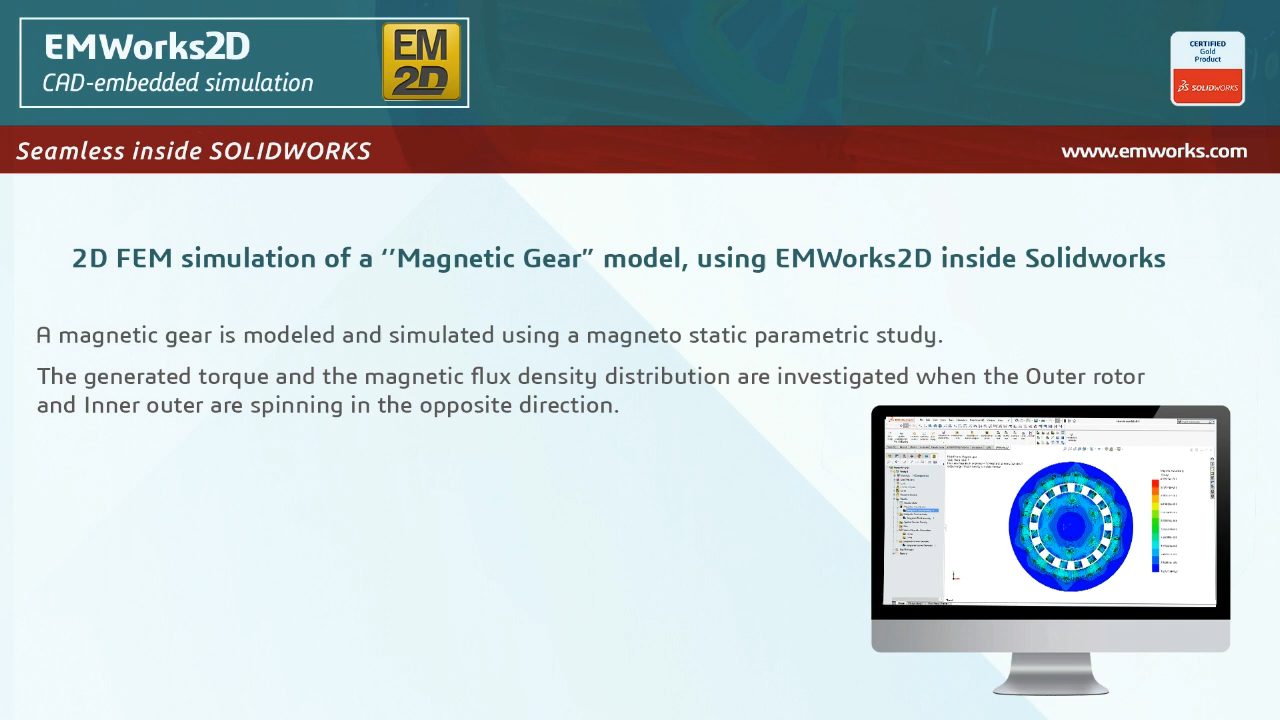 EMWorks2D
CAD-embedded simulation
EM
2D
CERTIFIED
Gold
Product
SOLIDWORKS
Seamless inside SOLIDWORKS
www.emworks.com
2D FEM simulation of a ‘’Magnetic Gear” model, using EMWorks2D inside Solidworks
A magnetic gear is modeled and simulated using a magneto static parametric study.
The generated torque and the magnetic flux density distribution are investigated when the Outer rotor
and Inner outer are spinning in the opposite direction.